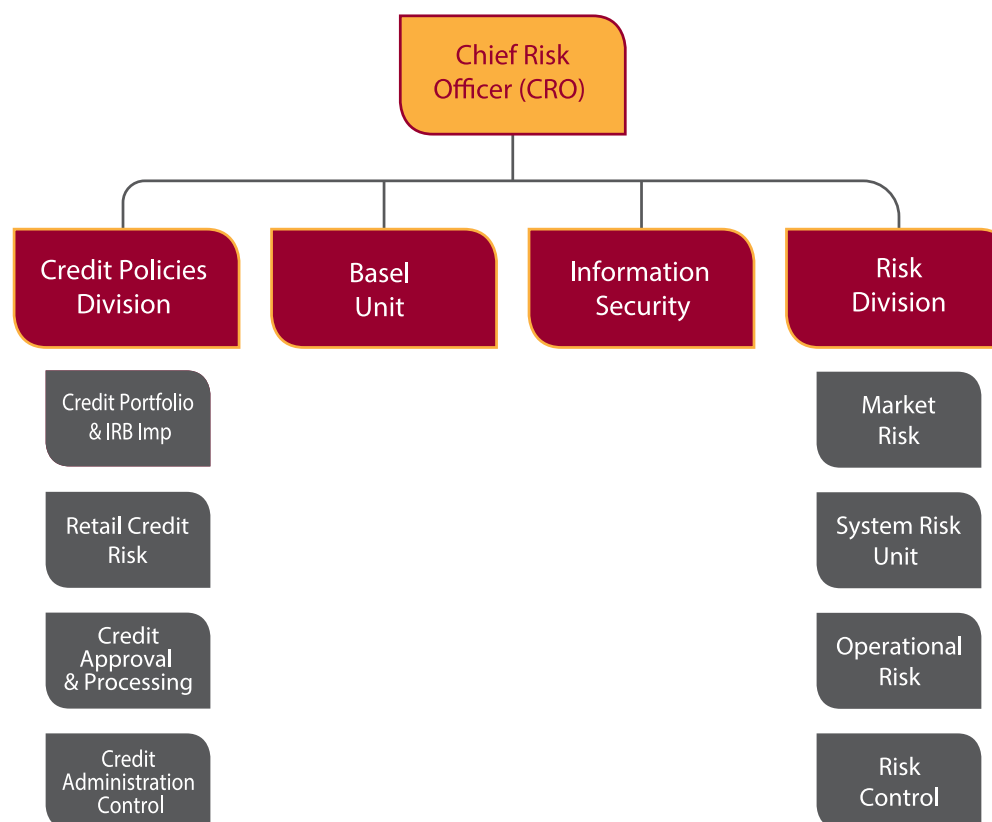 Chief Risk
Officer (CRO)
Credit Policies
Division
Basel
Unit
Information
Security
Risk
Division
Credit Portfolio
& IRB Imp
Retail Credit
Risk
Credit
Approval
& Processing
Credit
Administration
Control
Market
Risk
System Risk
Unit
Operational
Risk
Risk
Control